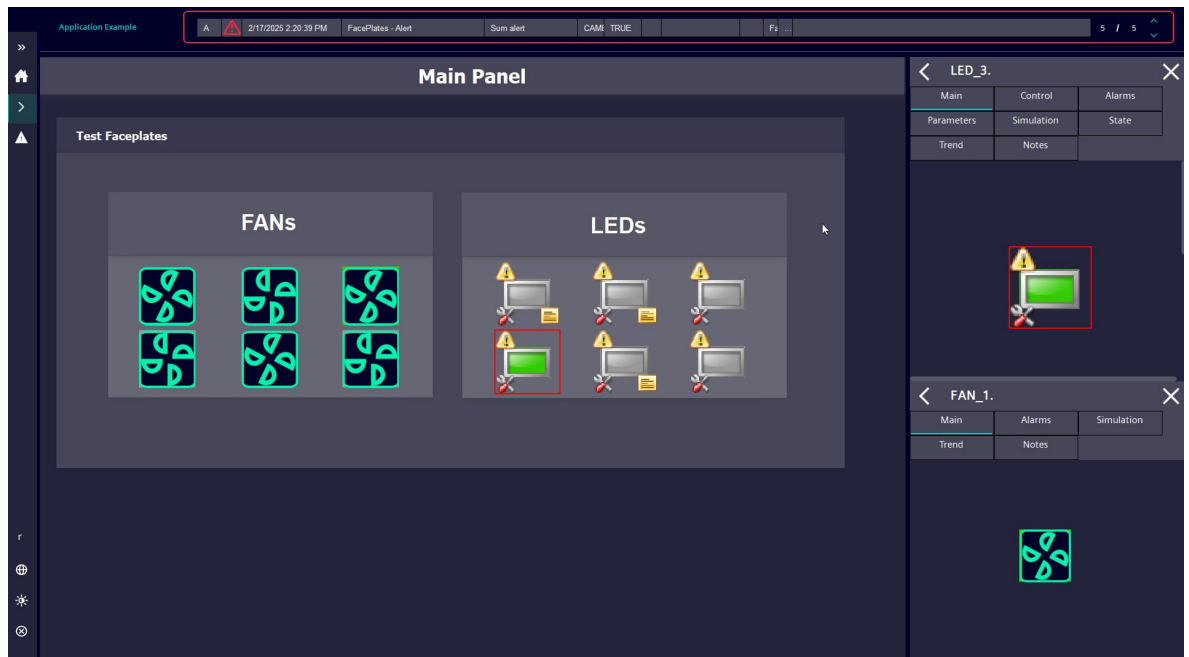 Application Example
A 2/17/2025 2:20:39 PM FacePlates - Alert Sum alert TRUE 5 / 5
Main Panel
Test Faceplates
FANs
LEDs
r
LED_3.
Main Control Alarms
Parameters Simulation State
Trend Notes
FAN_1.
Main Alarms Simulation
Trend Notes